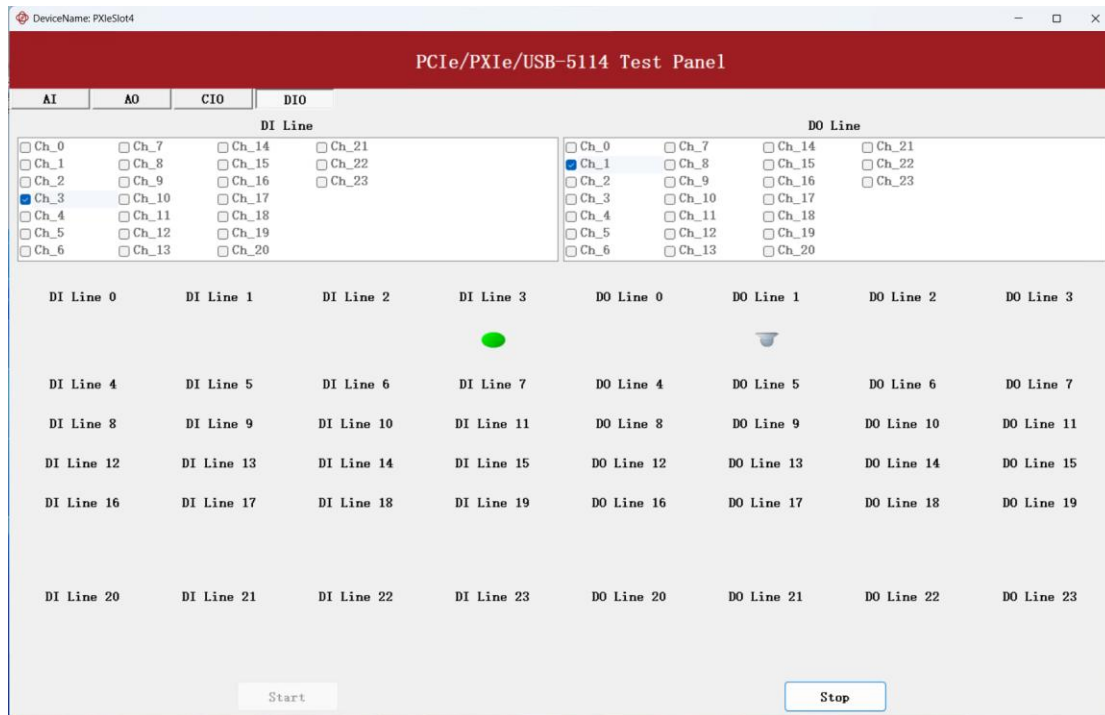 DeviceName: PXIeSlot4
PCIe/PXIe/USB-5114 Test Panel
AI AO CIO DIO
DI Line DO Line
Ch_0 Ch_7 Ch_14 Ch_21 Ch_0 Ch_7 Ch_14 Ch_21
Ch_1 Ch_8 Ch_15 Ch_22 Ch_1 Ch_8 Ch_15 Ch_22
Ch_2 Ch_9 Ch_16 Ch_23 Ch_2 Ch_9 Ch_16 Ch_23
Ch_3 Ch_10 Ch_17 Ch_3 Ch_10 Ch_17
Ch_4 Ch_11 Ch_18 Ch_4 Ch_11 Ch_18
Ch_5 Ch_12 Ch_19 Ch_5 Ch_12 Ch_19
Ch_6 Ch_13 Ch_20 Ch_6 Ch_13 Ch_20
DI Line 0 DI Line 1 DI Line 2 DI Line 3 DO Line 0 DO Line 1 DO Line 2 DO Line 3
DI Line 4 DI Line 5 DI Line 6 DI Line 7 DO Line 4 DO Line 5 DO Line 6 DO Line 7
DI Line 8 DI Line 9 DI Line 10 DI Line 11 DO Line 8 DO Line 9 DO Line 10 DO Line 11
DI Line 12 DI Line 13 DI Line 14 DI Line 15 DO Line 12 DO Line 13 DO Line 14 DO Line 15
DI Line 16 DI Line 17 DI Line 18 DI Line 19 DO Line 16 DO Line 17 DO Line 18 DO Line 19
DI Line 20 DI Line 21 DI Line 22 DI Line 23 DO Line 20 DO Line 21 DO Line 22 DO Line 23
Start Stop